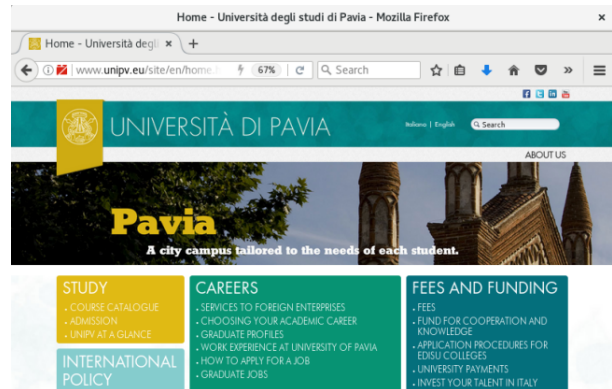 Home - Università degli studi di Pavia - Mozilla Firefox
Home - Università degli
www.unipv.eu/site/en/home.
67%
Search
UNIVERSITÀ DI PAVIA
Italiano | English
Search
ABOUT US
Pavia
A city campus tailored to the needs of each student.
STUDY
COURSE CATALOGUE
ADMISSION
UNIPV AT A GLANCE
INTERNATIONAL
POLICY
CAREERS
SERVICES TO FOREIGN ENTERPRISES
CHOOSING YOUR ACADEMIC CAREER
GRADUATE PROFILES
WORK EXPERIENCE AT UNIVERSITY OF PAVIA
HOW TO APPLY FOR A JOB
GRADUATE JOBS
FEES AND FUNDING
FEES
FUND FOR COOPERATION AND
KNOWLEDGE
APPLICATION PROCEDURES FOR
EDISU COLLEGES
UNIVERSITY PAYMENTS
INVEST YOUR TALENT IN ITALY